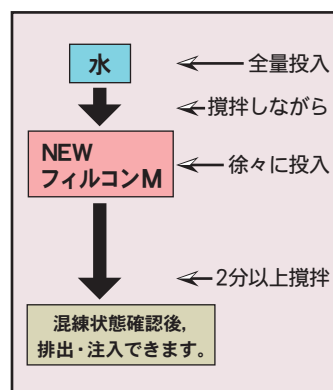 水
全量投入
撹拌しながら
NEW
フィルコンM
徐々に投入
2分以上撹拌
混練状態確認後,
排出・注入できます。